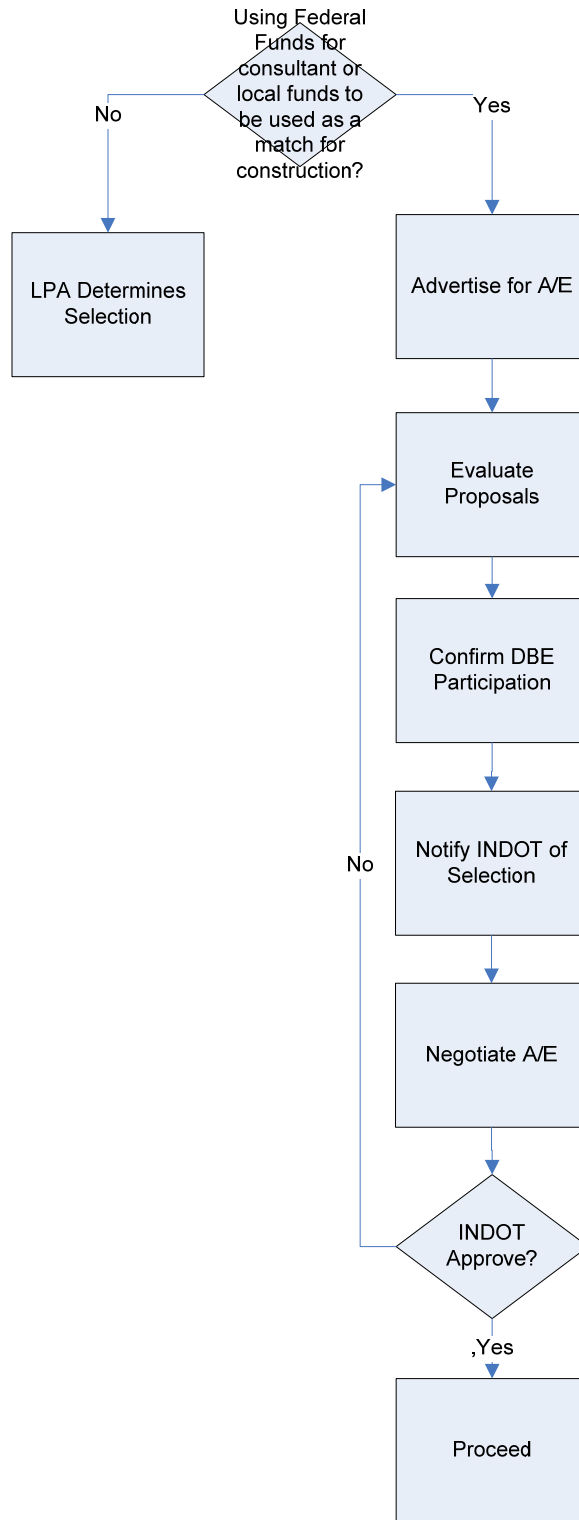 Using Federal
Funds for
consultant or
local funds to
be used as a
match for
construction?
No
Yes
LPA Determines
Selection
Advertise for A/E
Evaluate
Proposals
Confirm DBE
Participation
Notify INDOT of
Selection
No
Negotiate A/E
INDOT
Approve?
,Yes
Proceed